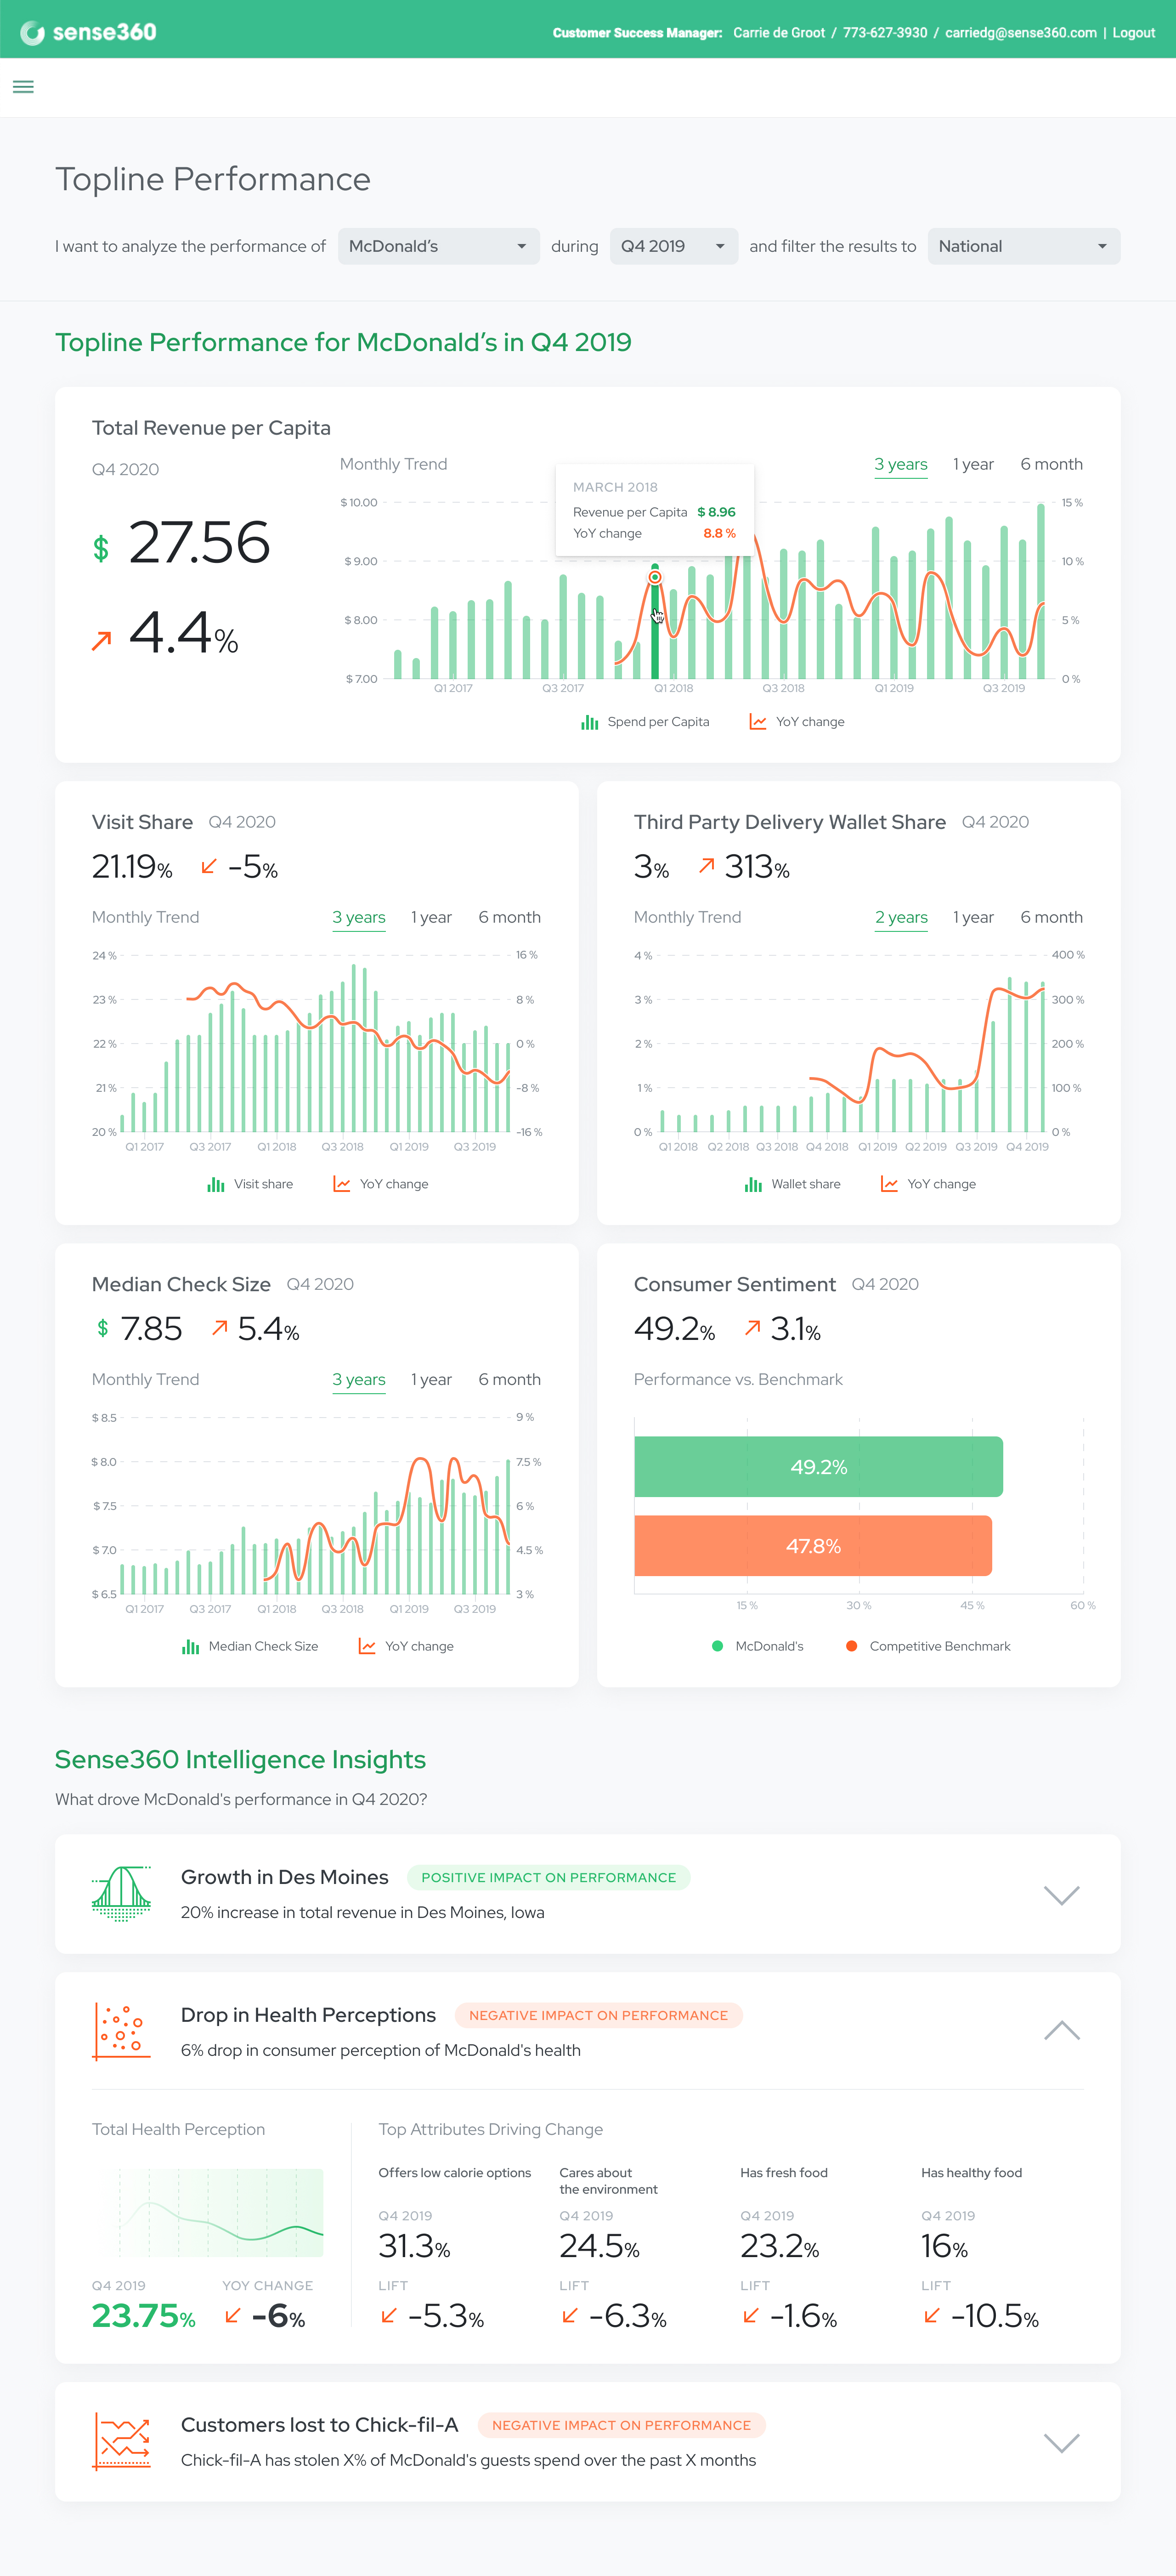 sense360
Customer Success Manager: Carrie de Groot / 773-627-3930 / carriedg@sense360.com | Logout
Topline Performance
I want to analyze the performance of McDonald’s during Q4 2019 and filter the results to National
Topline Performance for McDonald’s in Q4 2019
Total Revenue per Capita
Q4 2020
$ 27.56
4.4%
Monthly Trend
3 years 1 year 6 month
MARCH 2018
Revenue per Capita $ 8.96
YoY change 8.8 %
$ 10.00 15 %
$ 9.00 10 %
$ 8.00 5 %
$ 7.00 0 %
Q1 2017 Q3 2017 Q1 2018 Q3 2018 Q1 2019 Q3 2019
Spend per Capita YoY change
Visit Share Q4 2020
21.19% -5%
Monthly Trend 3 years 1 year 6 month
24 % 16 %
23 % 8 %
22 % 0 %
21 % -8 %
20 % -16 %
Q1 2017 Q3 2017 Q1 2018 Q3 2018 Q1 2019 Q3 2019
Visit share YoY change
Third Party Delivery Wallet Share Q4 2020
3% 313%
Monthly Trend 2 years 1 year 6 month
4 % 400 %
3 % 300 %
2 % 200 %
1 % 100 %
0 % 0 %
Q1 2018 Q2 2018 Q3 2018 Q4 2018 Q1 2019 Q2 2019 Q3 2019 Q4 2019
Wallet share YoY change
Median Check Size Q4 2020
$ 7.85 5.4%
Monthly Trend 3 years 1 year 6 month
$ 8.5 9 %
$ 8.0 7.5 %
$ 7.5 6 %
$ 7.0 4.5 %
$ 6.5 3 %
Q1 2017 Q3 2017 Q1 2018 Q3 2018 Q1 2019 Q3 2019
Median Check Size YoY change
Consumer Sentiment Q4 2020
49.2% 3.1%
Performance vs. Benchmark
49.2%
47.8%
15 % 30 % 45 % 60 %
McDonald's Competitive Benchmark
Sense360 Intelligence Insights
What drove McDonald's performance in Q4 2020?
Growth in Des Moines POSITIVE IMPACT ON PERFORMANCE
20% increase in total revenue in Des Moines, Iowa
Drop in Health Perceptions NEGATIVE IMPACT ON PERFORMANCE
6% drop in consumer perception of McDonald's health
Total Health Perception
Q4 2019 YOY CHANGE
23.75% -6%
Top Attributes Driving Change
Offers low calorie options
Q4 2019
31.3%
LIFT
-5.3%
Cares about
the environment
Q4 2019
24.5%
LIFT
-6.3%
Has fresh food
Q4 2019
23.2%
LIFT
-1.6%
Has healthy food
Q4 2019
16%
LIFT
-10.5%
Customers lost to Chick-fil-A NEGATIVE IMPACT ON PERFORMANCE
Chick-fil-A has stolen X% of McDonald's guests spend over the past X months